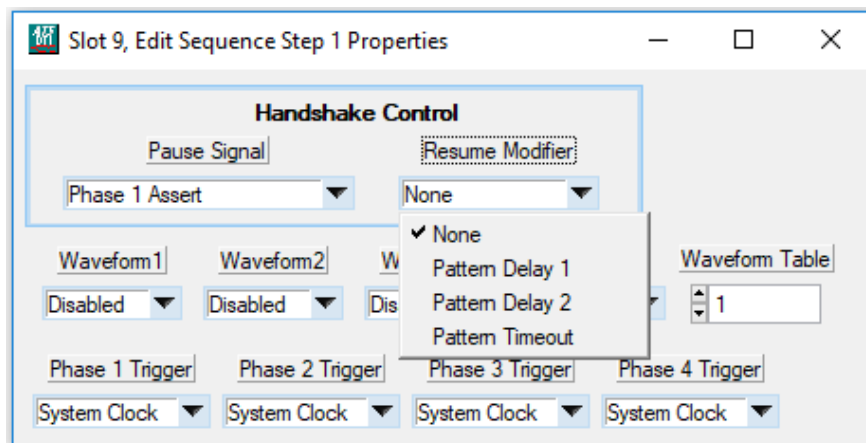 Slot 9, Edit Sequence Step 1 Properties
Handshake Control
Pause Signal Resume Modifier
Phase 1 Assert None
None
Pattern Delay 1
Pattern Delay 2
Pattern Timeout
Waveform1 Waveform2 W Waveform Table
Disabled Disabled Dis 1
Phase 1 Trigger Phase 2 Trigger Phase 3 Trigger Phase 4 Trigger
System Clock System Clock System Clock System Clock